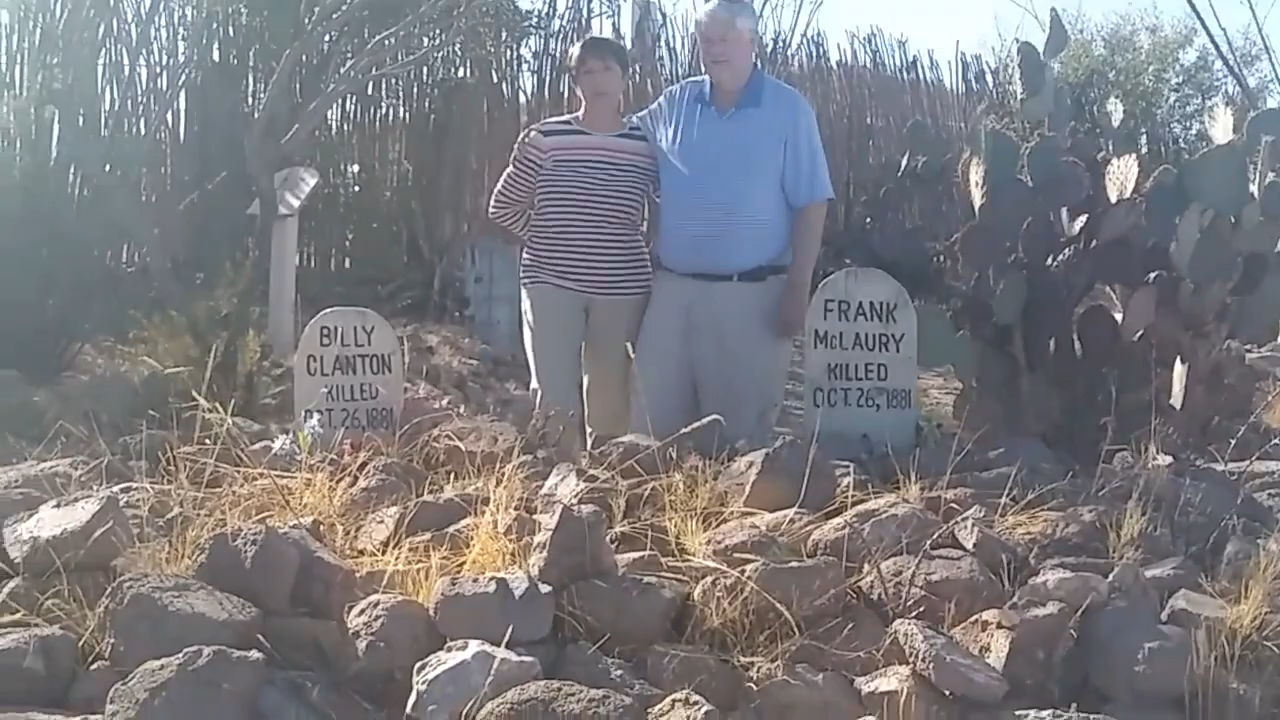 BILLY
CLANTON
KILLED
OCT. 26, 1881
FRANK
McLAURY
KILLED
OCT. 26, 1881